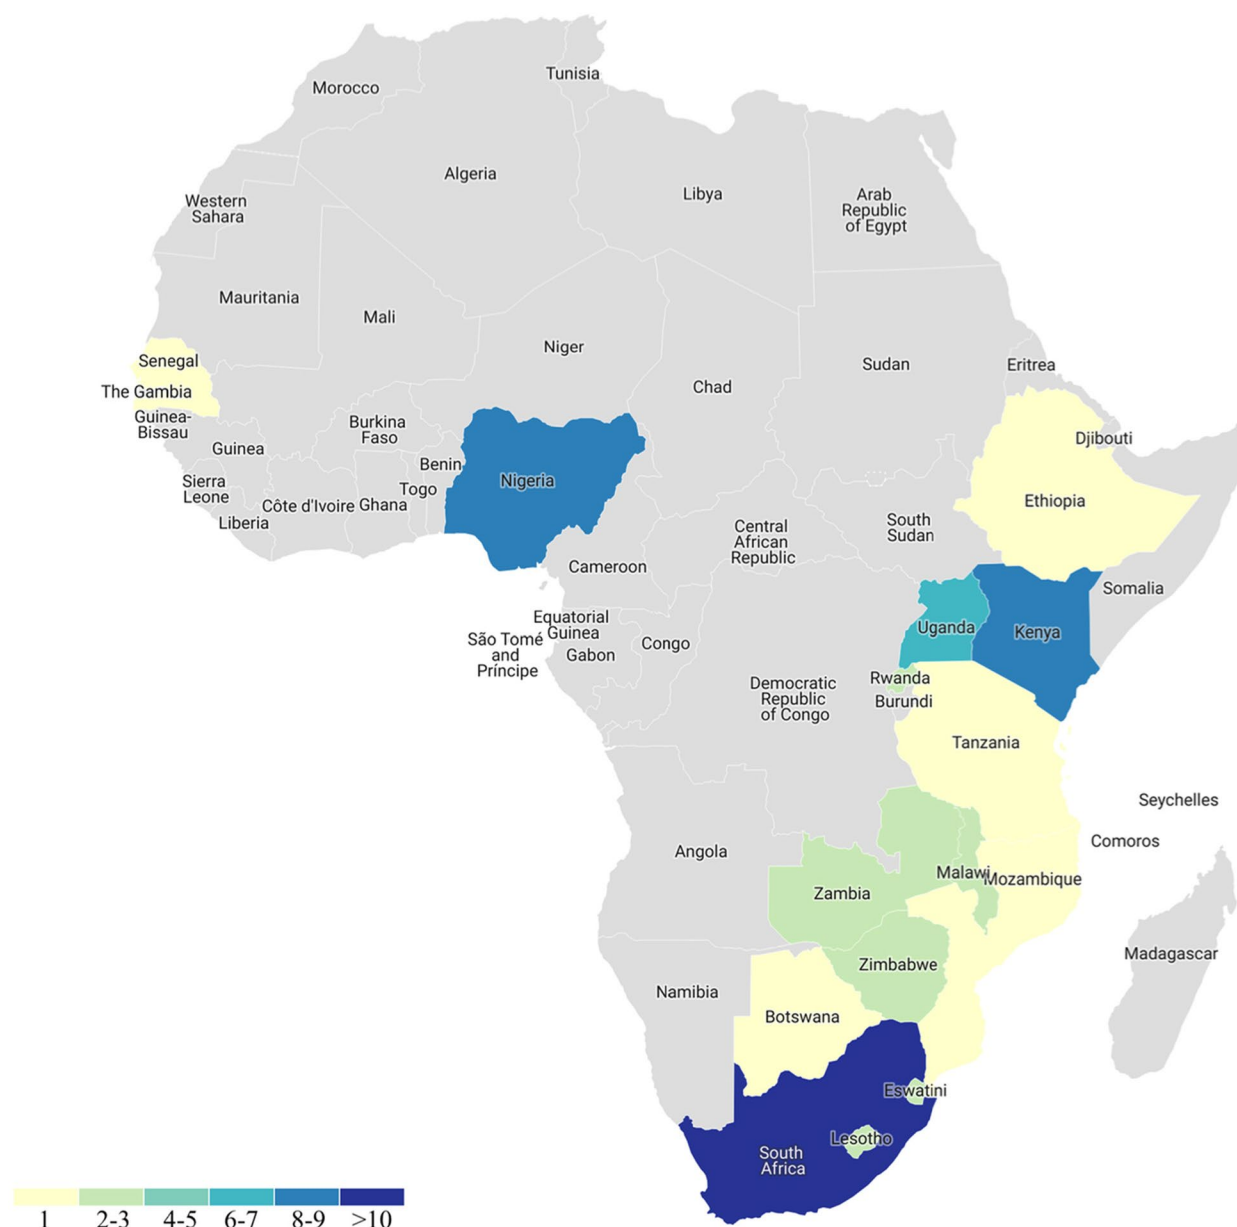 Tunisia
Morocco
Algeria
Libya
Western
Sahara
Arab
Republic
of Egypt
Mauritania
Mali
Niger
Chad
Sudan
Eritrea
Senegal
The Gambia
Guinea-
Bissau
Guinea
Burkina
Faso
Benin
Togo
Nigeria
Djibouti
Sierra
Leone
Liberia
Côte d'Ivoire
Ghana
Ethiopia
Central
African
Republic
South
Sudan
Cameroon
Somalia
Equatorial
Guinea
São Tomé
and
Príncipe
Gabon
Congo
Uganda
Kenya
Rwanda
Burundi
Democratic
Republic
of Congo
Tanzania
Seychelles
Comoros
Angola
Zambia
Malawi
Mozambique
Madagascar
Zimbabwe
Namibia
Botswana
Eswatini
Lesotho
South
Africa
1 2-3 4-5 6-7 8-9 >10